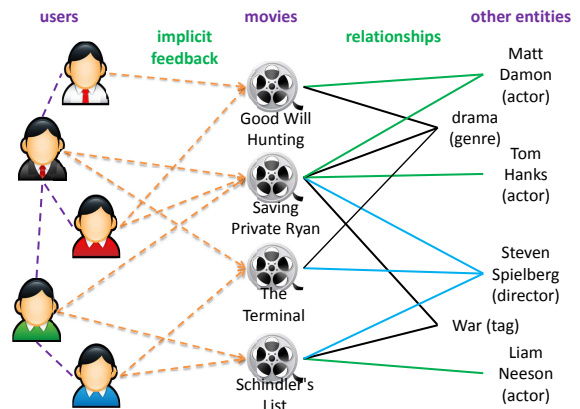 users
movies
other entities
implicit
feedback
relationships
Matt
Damon
(actor)
Good Will
Hunting
drama
(genre)
Tom
Hanks
(actor)
Saving
Private Ryan
Steven
Spielberg
(director)
The
Terminal
War (tag)
Liam
Neeson
(actor)
Schindler's
List